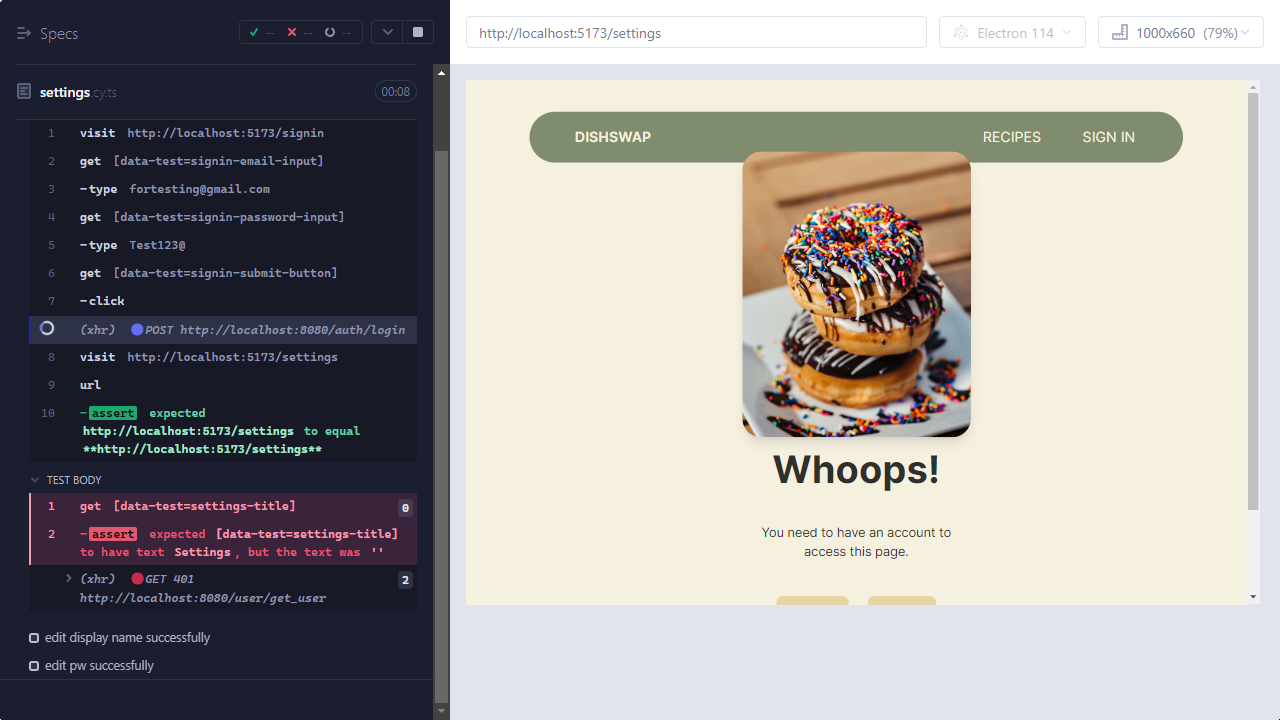 Specs
-- -- --
settings.cy.ts 00:08
1 visit http://localhost:5173/signin
2 get [data-test=signin-email-input]
3 -type fortesting@gmail.com
4 get [data-test=signin-password-input]
5 -type Test123@
6 get [data-test=signin-submit-button]
7 -click
(xhr) POST http://localhost:8080/auth/login
8 visit http://localhost:5173/settings
9 url
10 -assert expected
http://localhost:5173/settings to equal
**http://localhost:5173/settings**
TEST BODY
1 get [data-test=settings-title] 0
2 -assert expected [data-test=settings-title]
to have text Settings, but the text was ''
(xhr) GET 401 2
http://localhost:8080/user/get_user
edit display name successfully
edit pw successfully
http://localhost:5173/settings
Electron 114
1000x660 (79%)
DISHSWAP RECIPES SIGN IN
Whoops!
You need to have an account to
access this page.